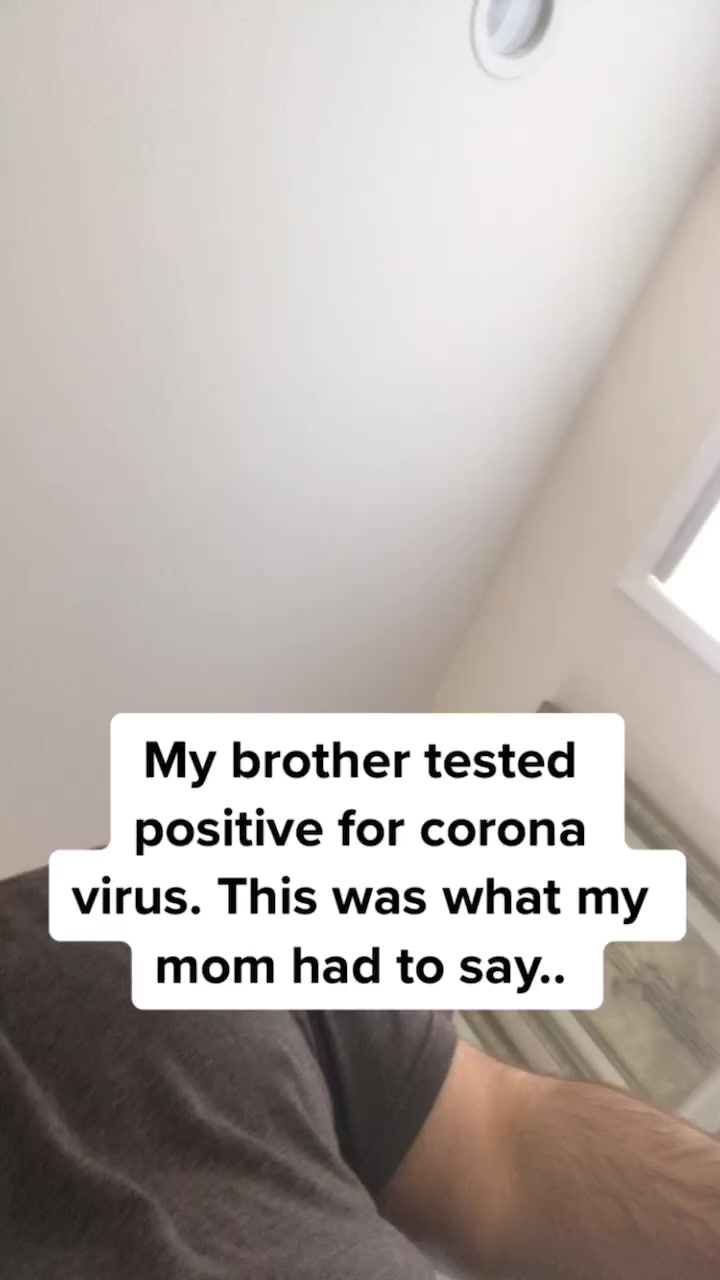 My brother tested
positive for corona
virus. This was what my
mom had to say..